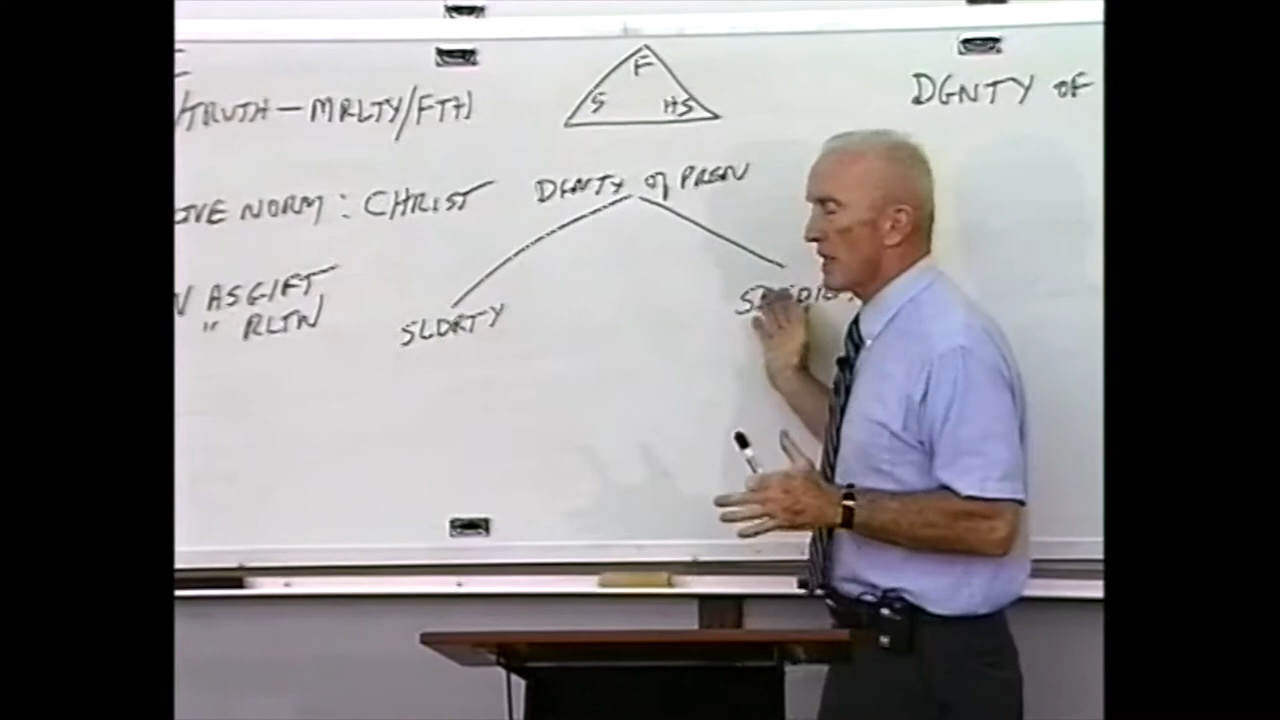 /TRUTH – MRLTY/FTH
F
S HS
DGNTY OF
IVE NORM : CHRIST
DGNTY of PRSN
AS GIFT
" RLTN
SLDRTY